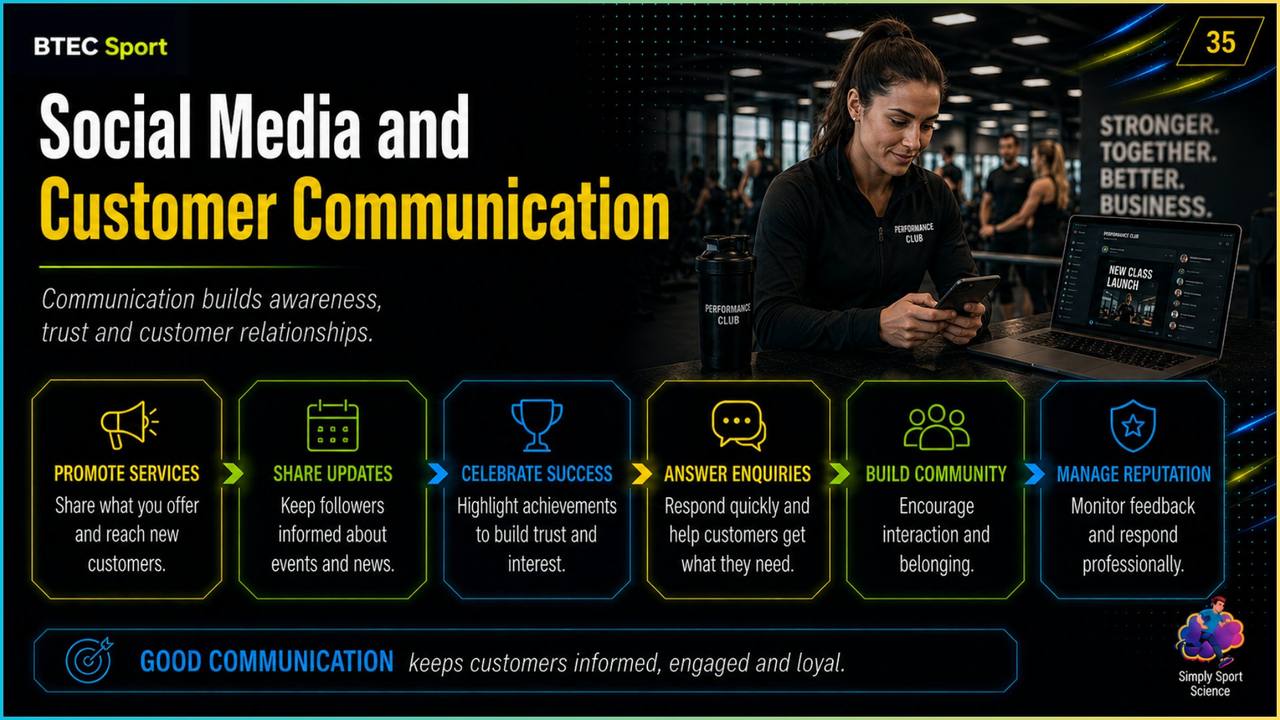 BTEC Sport
35
Social Media and
Customer Communication
Communication builds awareness,
trust and customer relationships.
STRONGER.
TOGETHER.
BETTER.
BUSINESS.
PERFORMANCE
CLUB
PERFORMANCE
CLUB
PERFORMANCE CLUB
NEW CLASS
LAUNCH
PROMOTE SERVICES
Share what you offer
and reach new
customers.
SHARE UPDATES
Keep followers
informed about
events and news.
CELEBRATE SUCCESS
Highlight achievements
to build trust and
interest.
ANSWER ENQUIRIES
Respond quickly and
help customers get
what they need.
BUILD COMMUNITY
Encourage
interaction and
belonging.
MANAGE REPUTATION
Monitor feedback
and respond
professionally.
GOOD COMMUNICATION keeps customers informed, engaged and loyal.
Simply Sport
Science